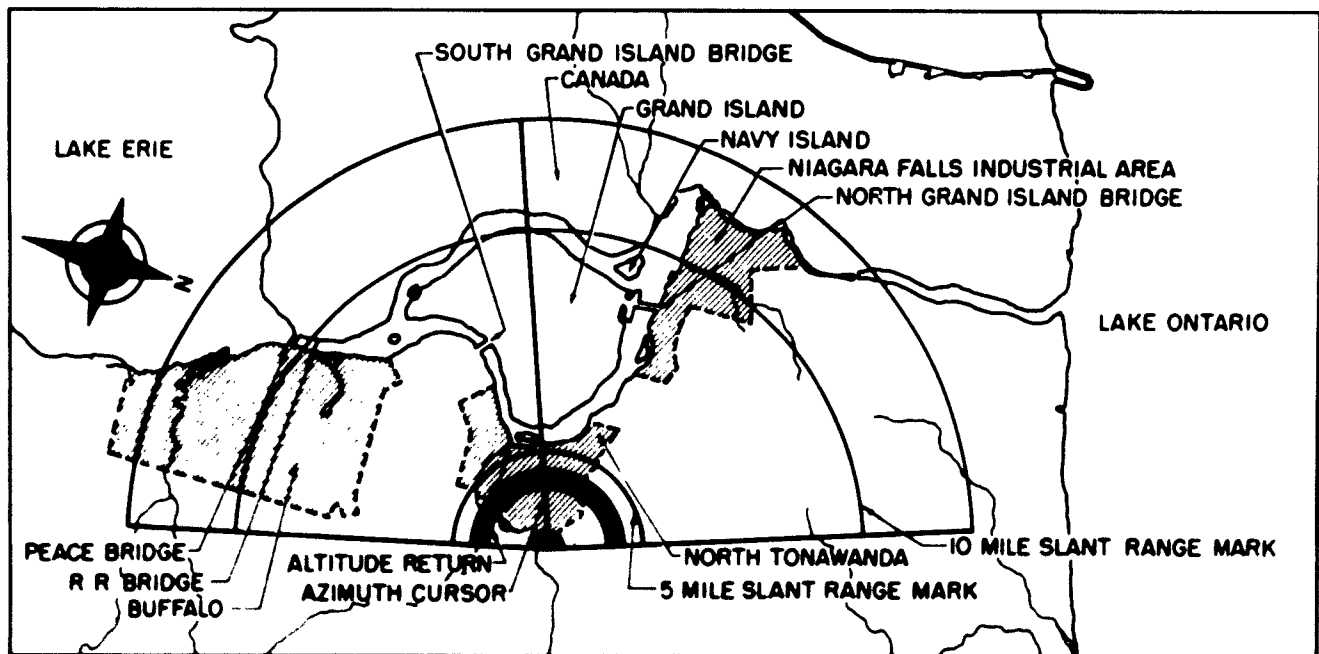 SOUTH GRAND ISLAND BRIDGE
CANADA
GRAND ISLAND
NAVY ISLAND
LAKE ERIE
NIAGARA FALLS INDUSTRIAL AREA
NORTH GRAND ISLAND BRIDGE
N
LAKE ONTARIO
PEACE BRIDGE
R R BRIDGE
BUFFALO
ALTITUDE RETURN
AZIMUTH CURSOR
NORTH TONAWANDA
5 MILE SLANT RANGE MARK
10 MILE SLANT RANGE MARK